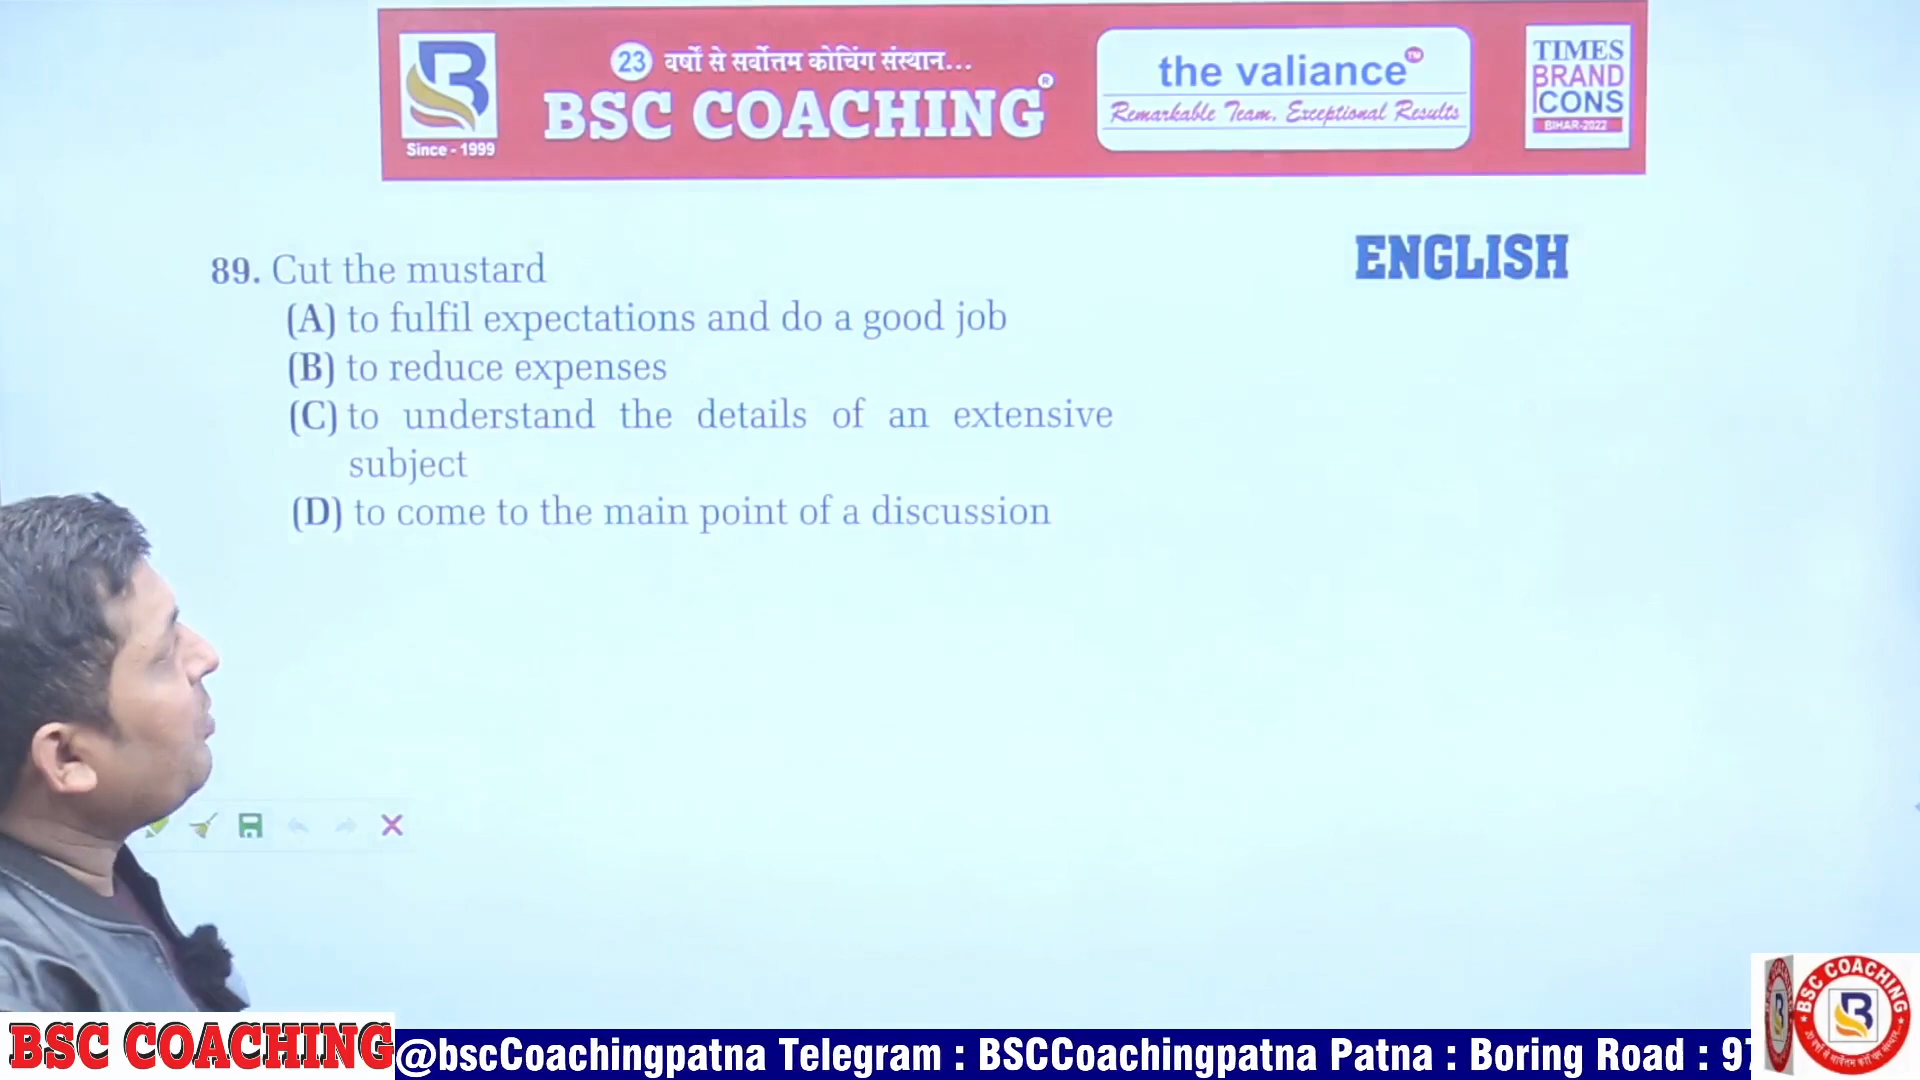 23 वर्षों से सर्वोत्तम कोचिंग संस्थान...
BSC COACHING®
Since - 1999
the valiance™
Remarkable Team, Exceptional Results
TIMES
BRAND
ICONS
BIHAR-2022
ENGLISH
89. Cut the mustard
(A) to fulfil expectations and do a good job
(B) to reduce expenses
(C) to understand the details of an extensive
subject
(D) to come to the main point of a discussion
BSC COACHING
@bscCoachingpatna Telegram : BSCCoachingpatna Patna : Boring Road : 97
BSC COACHING